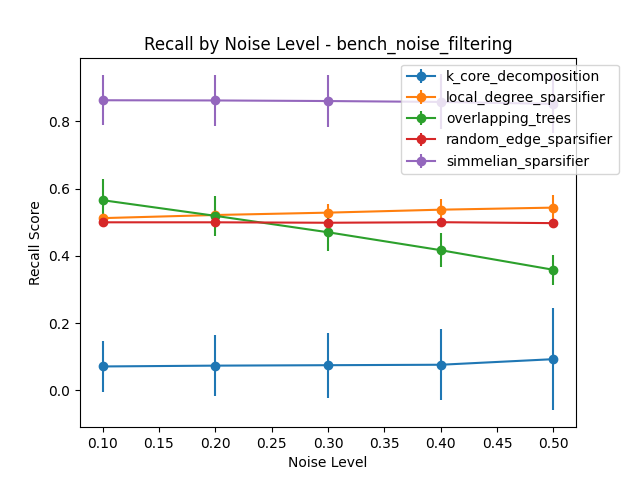 Recall by Noise Level - bench_noise_filtering
k_core_decomposition
local_degree_sparsifier
overlapping_trees
random_edge_sparsifier
simmelian_sparsifier
Recall Score
0.8
0.6
0.4
0.2
0.0
0.10 0.15 0.20 0.25 0.30 0.35 0.40 0.45 0.50
Noise Level